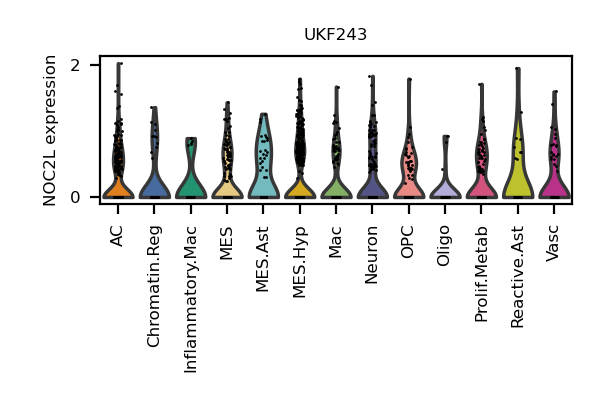 UKF243
NOC2L expression
2
0
AC
Chromatin.Reg
Inflammatory.Mac
MES
MES.Ast
MES.Hyp
Mac
Neuron
OPC
Oligo
Prolif.Metab
Reactive.Ast
Vasc